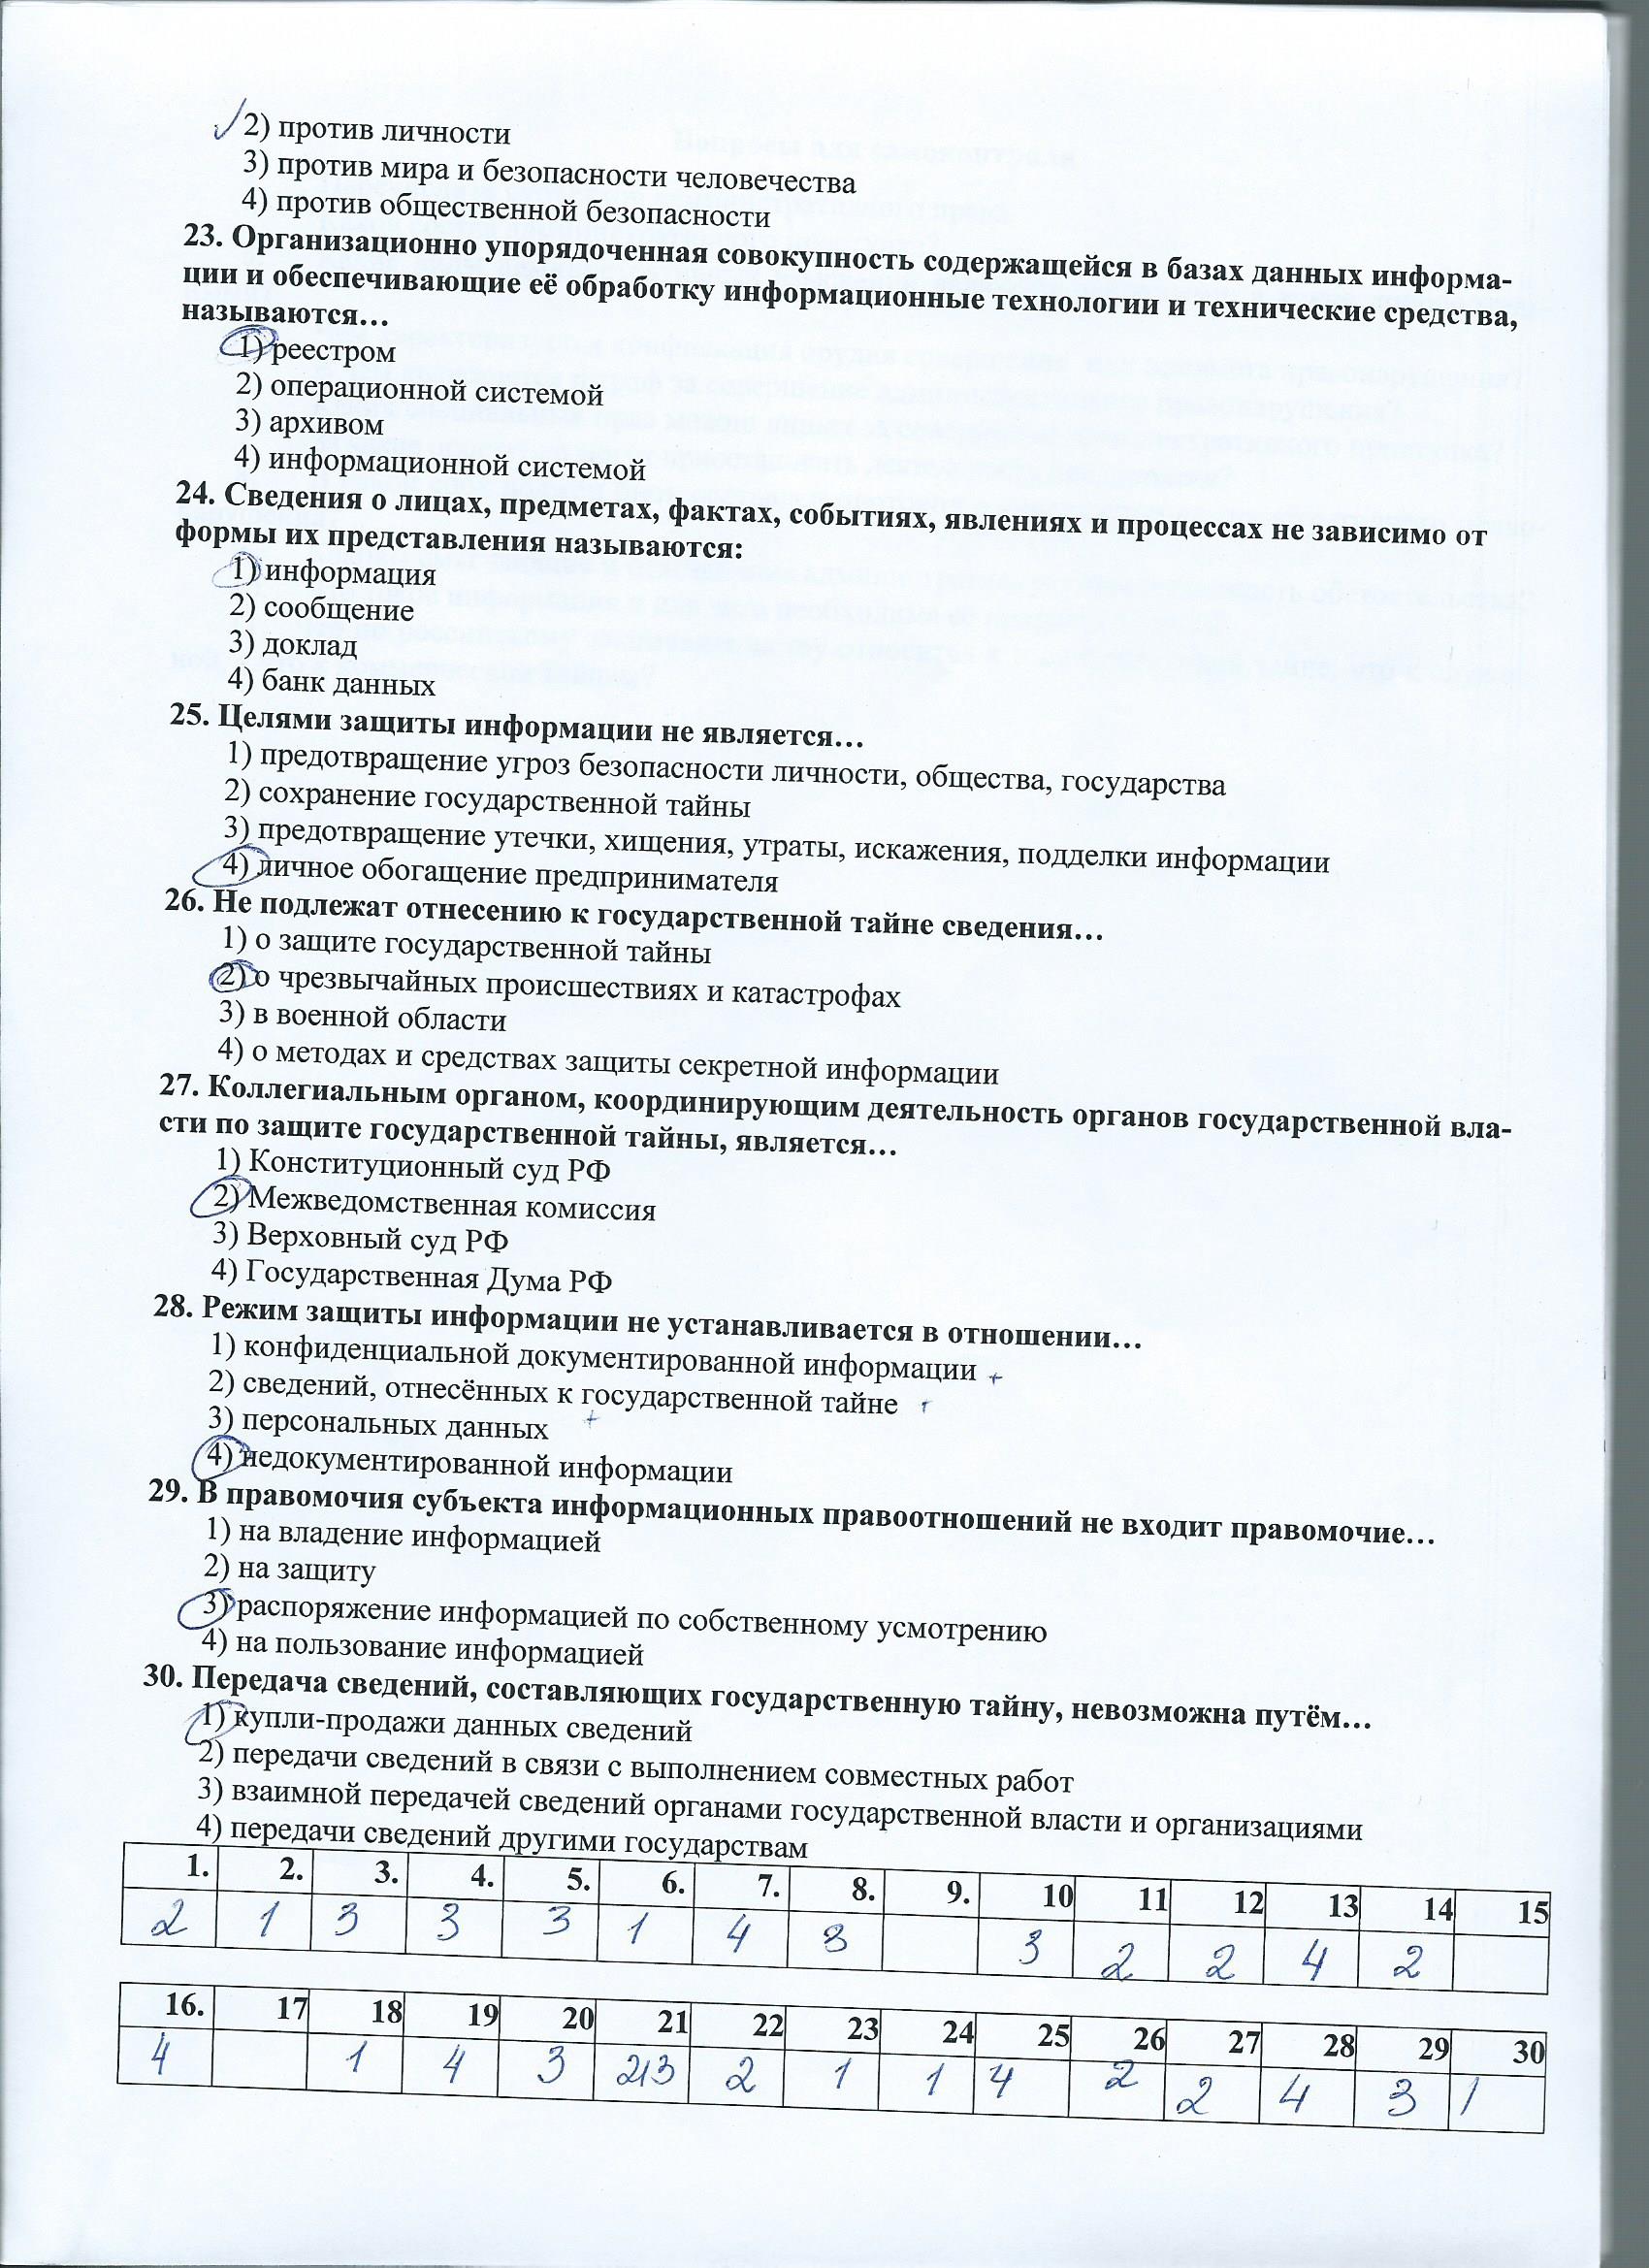 2) против личности
3) против мира и безопасности человечества
4) против общественной безопасности
23. Организационно упорядоченная совокупность содержащейся в базах данных информа-
ции и обеспечивающие её обработку информационные технологии и технические средства,
называются…
1) реестром
2) операционной системой
3) архивом
4) информационной системой
24. Сведения о лицах, предметах, фактах, событиях, явлениях и процессах не зависимо от
формы их представления называются:
1) информация
2) сообщение
3) доклад
4) банк данных
25. Целями защиты информации не является…
1) предотвращение угроз безопасности личности, общества, государства
2) сохранение государственной тайны
3) предотвращение утечки, хищения, утраты, искажения, подделки информации
4) личное обогащение предпринимателя
26. Не подлежат отнесению к государственной тайне сведения…
1) о защите государственной тайны
2) о чрезвычайных происшествиях и катастрофах
3) в военной области
4) о методах и средствах защиты секретной информации
27. Коллегиальным органом, координирующим деятельность органов государственной вла-
сти по защите государственной тайны, является…
1) Конституционный суд РФ
2) Межведомственная комиссия
3) Верховный суд РФ
4) Государственная Дума РФ
28. Режим защиты информации не устанавливается в отношении…
1) конфиденциальной документированной информации +
2) сведений, отнесённых к государственной тайне +
3) персональных данных +
4) недокументированной информации
29. В правомочия субъекта информационных правоотношений не входит правомочие…
1) на владение информацией
2) на защиту
3) распоряжение информацией по собственному усмотрению
4) на пользование информацией
30. Передача сведений, составляющих государственную тайну, невозможна путём…
1) купли-продажи данных сведений
2) передачи сведений в связи с выполнением совместных работ
3) взаимной передачей сведений органами государственной власти и организациями
4) передачи сведений другими государствам
1. 2. 3. 4. 5. 6. 7. 8. 9. 10 11 12 13 14 15
2 1 3 3 3 1 4 3 3 2 2 4 2
16. 17 18 19 20 21 22 23 24 25 26 27 28 29 30
4 1 4 3 213 2 1 1 4 2 2 4 3 1